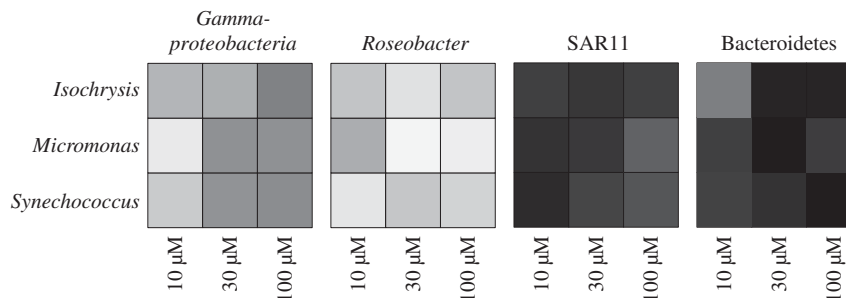 Gamma-
proteobacteria
Roseobacter
SAR11
Bacteroidetes
Isochrysis
Micromonas
Synechococcus
10 µM
30 µM
100 µM
10 µM
30 µM
100 µM
10 µM
30 µM
100 µM
10 µM
30 µM
100 µM